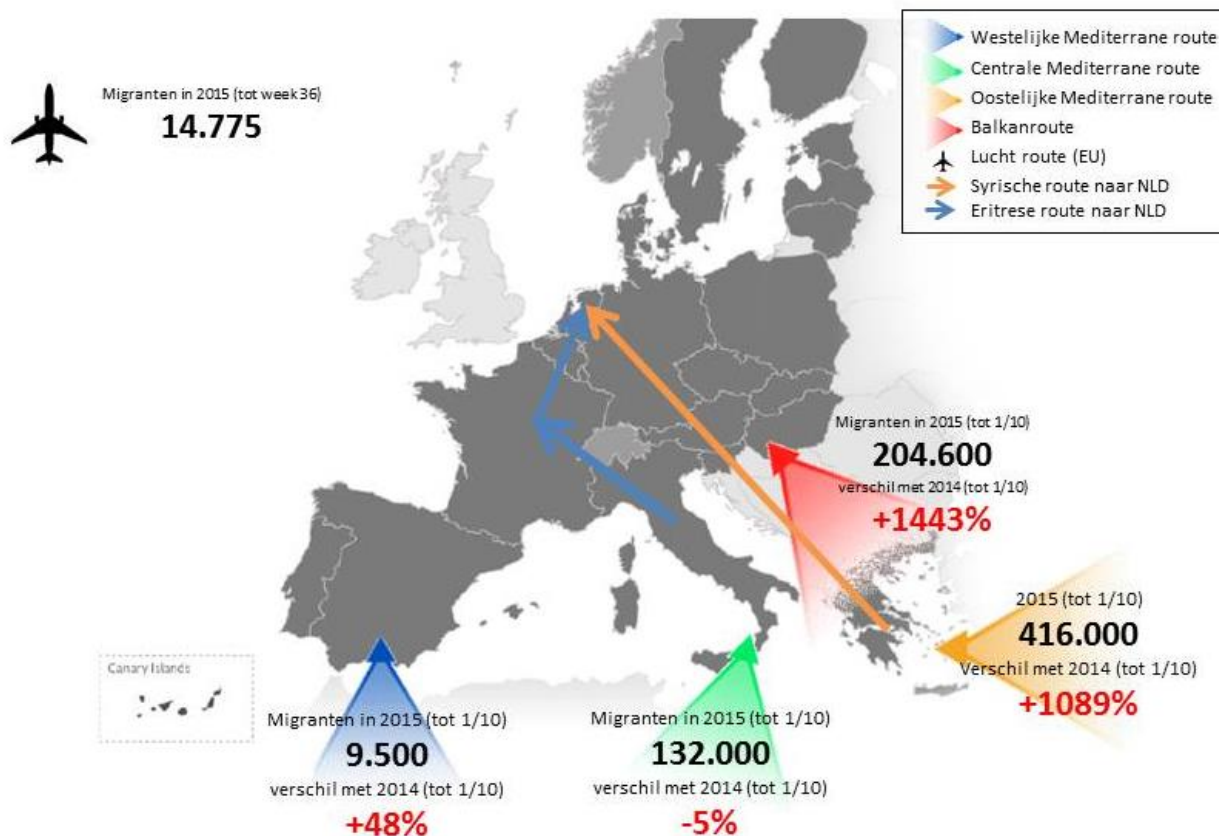 Migranten in 2015 (tot week 36)
14.775
Westelijke Mediterrane route
Centrale Mediterrane route
Oostelijke Mediterrane route
Balkanroute
Lucht route (EU)
Syrische route naar NLD
Eritrese route naar NLD
Migranten in 2015 (tot 1/10)
204.600
verschil met 2014 (tot 1/10)
+1443%
2015 (tot 1/10)
416.000
Verschil met 2014 (tot 1/10)
+1089%
Canary Islands
Migranten in 2015 (tot 1/10)
9.500
verschil met 2014 (tot 1/10)
+48%
Migranten in 2015 (tot 1/10)
132.000
verschil met 2014 (tot 1/10)
-5%